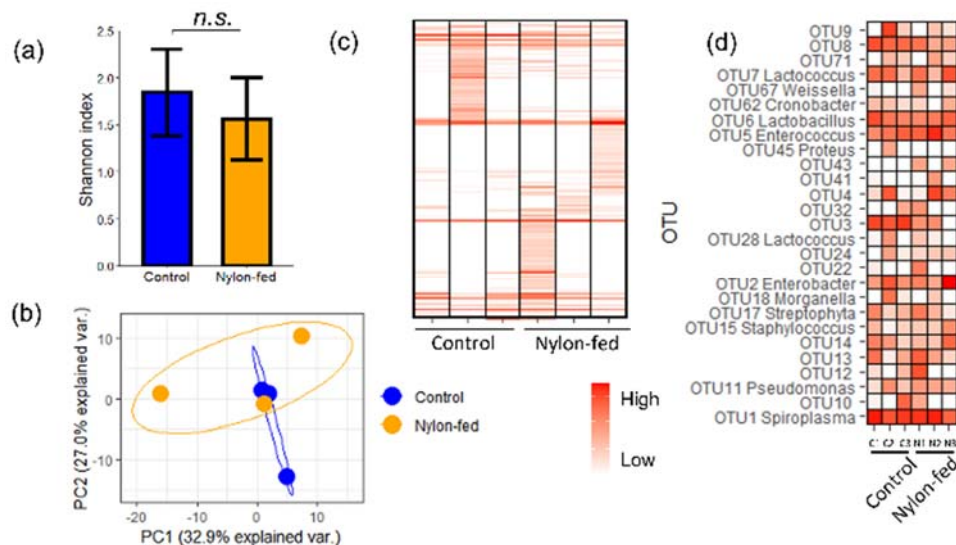 (a)
n.s.
Shannon index
2.5
2.0
1.5
1.0
0.5
0.0
Control
Nylon-fed
(b)
PC2 (27.0% explained var.)
10
0
-10
-20
-10
0
10
PC1 (32.9% explained var.)
Control
Nylon-fed
(c)
Control
Nylon-fed
High
Low
(d)
OTU
OTU9
OTU8
OTU71
OTU7 Lactococcus
OTU67 Weissella
OTU62 Cronobacter
OTU6 Lactobacillus
OTU5 Enterococcus
OTU45 Proteus
OTU43
OTU41
OTU4
OTU32
OTU3
OTU28 Lactococcus
OTU24
OTU22
OTU2 Enterobacter
OTU18 Morganella
OTU17 Streptophyta
OTU15 Staphylococcus
OTU14
OTU13
OTU12
OTU11 Pseudomonas
OTU10
OTU1 Spiroplasma
C1
C2
C3
N1
N2
N3
Control
Nylon-fed